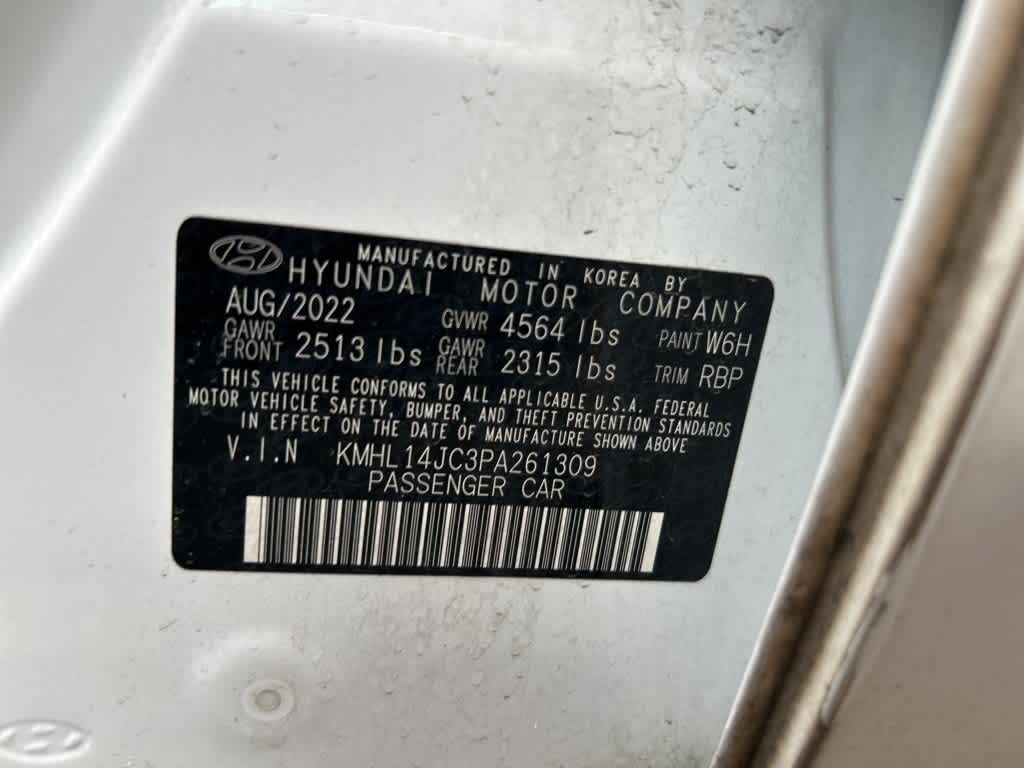 MANUFACTURED IN KOREA BY
HYUNDAI MOTOR COMPANY
AUG/2022 GVWR 4564 lbs PAINT W6H
GAWR FRONT 2513 lbs GAWR REAR 2315 lbs TRIM RBP
THIS VEHICLE CONFORMS TO ALL APPLICABLE U.S.A. FEDERAL
MOTOR VEHICLE SAFETY, BUMPER, AND THEFT PREVENTION STANDARDS
IN EFFECT ON THE DATE OF MANUFACTURE SHOWN ABOVE
V.I.N KMHL14JC3PA261309
PASSENGER CAR